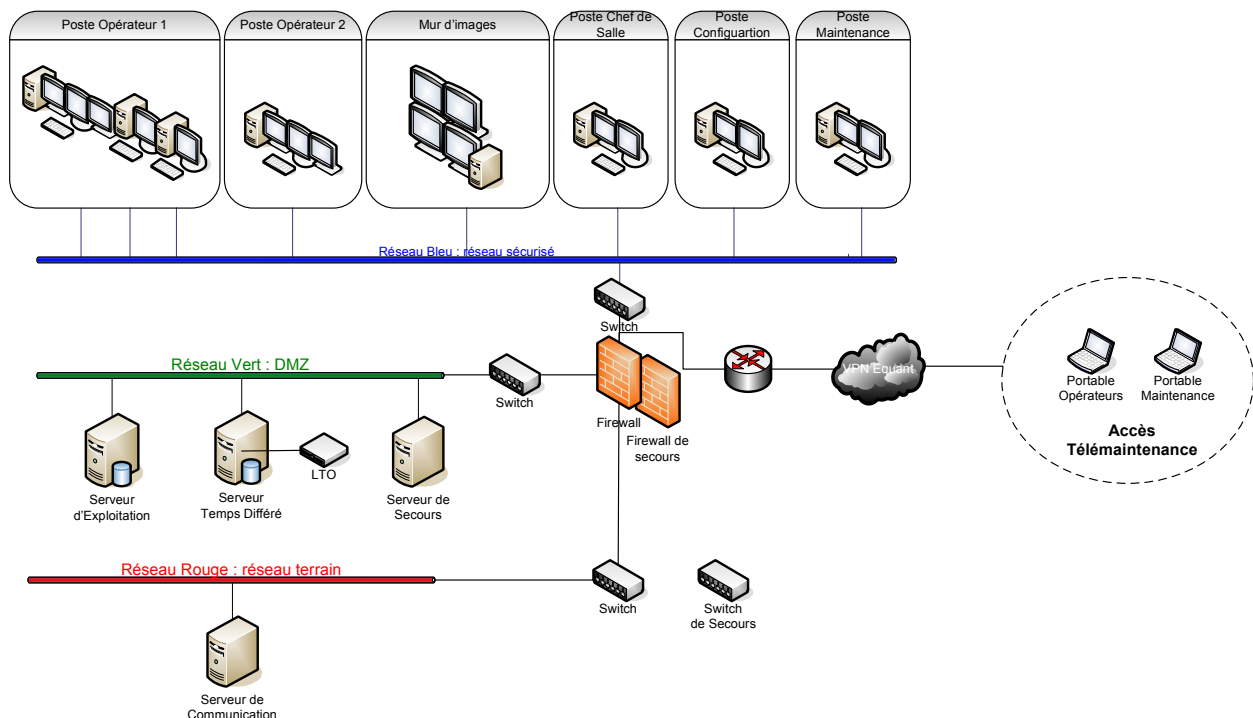 Poste Opérateur 1
Poste Opérateur 2
Mur d'images
Poste Chef de
Salle
Poste
Configuartion
Poste
Maintenance
Réseau Bleu : réseau sécurisé
Switch
Réseau Vert : DMZ
Switch
Firewall
Firewall de
secours
VPN Equant
Portable
Opérateurs
Portable
Maintenance
Accès
Télémaintenance
LTO
Serveur
d'Exploitation
Serveur
Temps Différé
Serveur de
Secours
Réseau Rouge : réseau terrain
Switch
Switch
de Secours
Serveur de
Communication